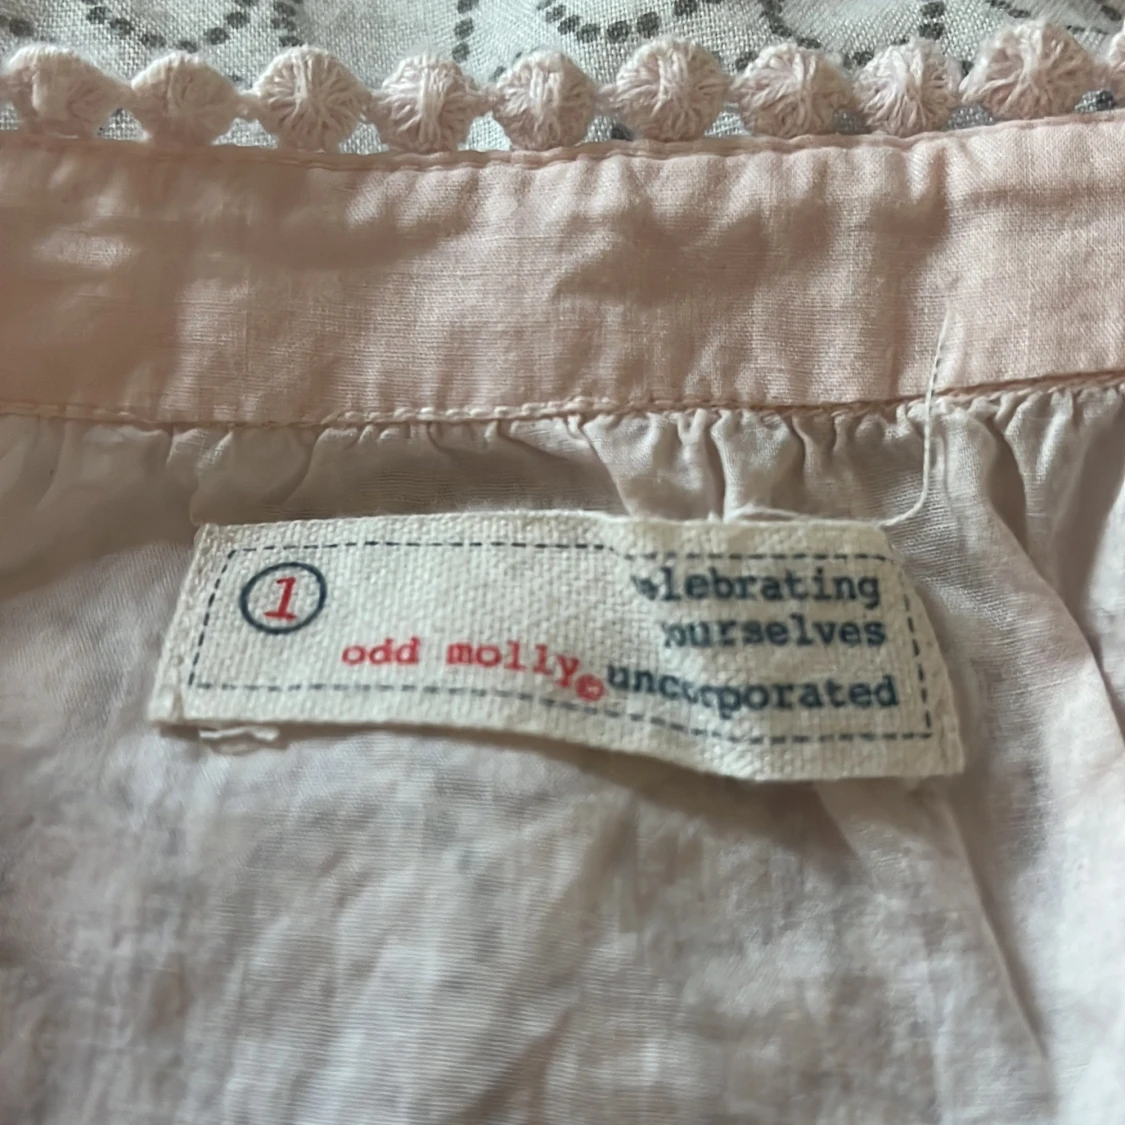 1
odd molly©
celebrating
ourselves
uncorporated